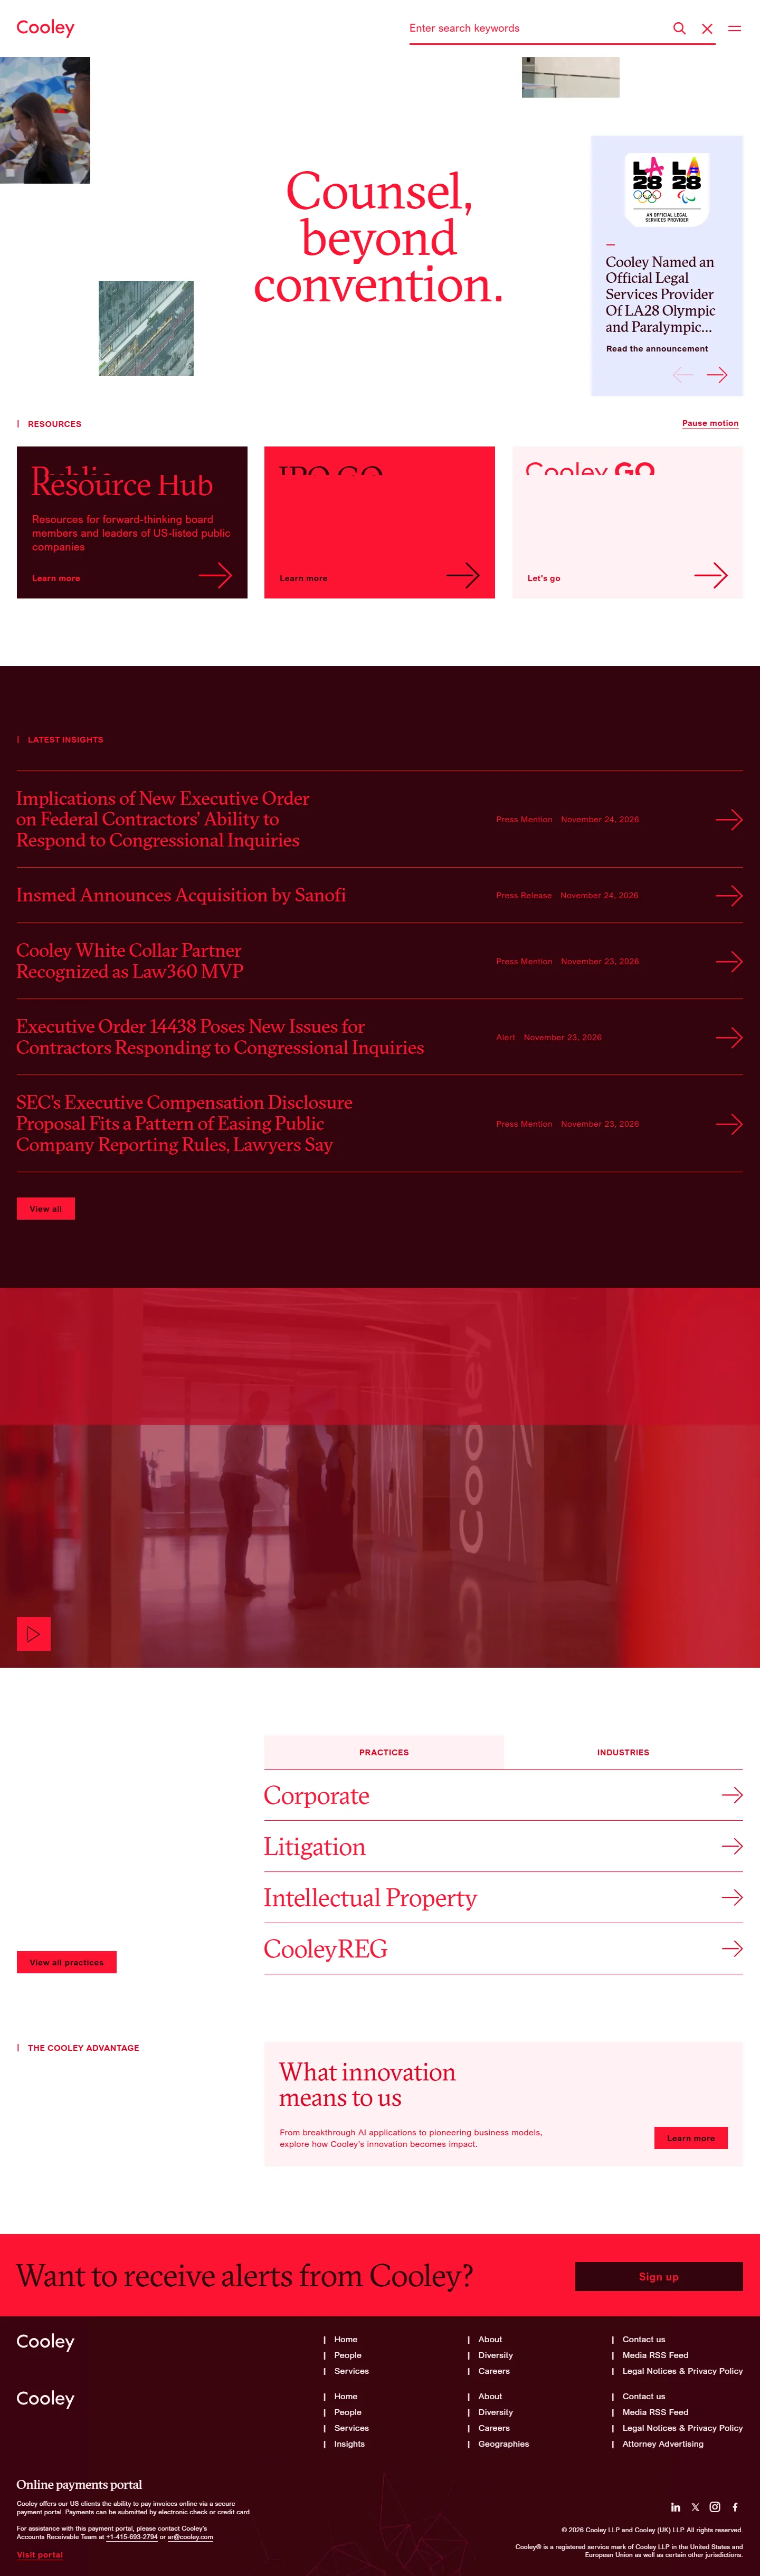 Cooley
Enter search keywords
Counsel,
beyond
convention.
LA LA
28 28
AN OFFICIAL LEGAL
SERVICES PROVIDER
Cooley Named an
Official Legal
Services Provider
Of LA28 Olympic
and Paralympic...
Read the announcement
RESOURCES
Pause motion
Public
Resource Hub
Resources for forward-thinking board
members and leaders of US-listed public
companies
Learn more
IPO GO
Learn more
Cooley GO
Let's go
LATEST INSIGHTS
Implications of New Executive Order
on Federal Contractors' Ability to
Respond to Congressional Inquiries
Press Mention November 24, 2026
Insmed Announces Acquisition by Sanofi
Press Release November 24, 2026
Cooley White Collar Partner
Recognized as Law360 MVP
Press Mention November 23, 2026
Executive Order 14438 Poses New Issues for
Contractors Responding to Congressional Inquiries
Alert November 23, 2026
SEC's Executive Compensation Disclosure
Proposal Fits a Pattern of Easing Public
Company Reporting Rules, Lawyers Say
Press Mention November 23, 2026
View all
Cooley
PRACTICES
INDUSTRIES
Corporate
Litigation
Intellectual Property
CooleyREG
View all practices
THE COOLEY ADVANTAGE
What innovation
means to us
From breakthrough AI applications to pioneering business models,
explore how Cooley's innovation becomes impact.
Learn more
Want to receive alerts from Cooley?
Sign up
Cooley
Home
People
Services
About
Diversity
Careers
Contact us
Media RSS Feed
Legal Notices & Privacy Policy
Cooley
Home
People
Services
Insights
About
Diversity
Careers
Geographies
Contact us
Media RSS Feed
Legal Notices & Privacy Policy
Attorney Advertising
Online payments portal
Cooley offers our US clients the ability to pay invoices online via a secure
payment portal. Payments can be submitted by electronic check or credit card.
For assistance with this payment portal, please contact Cooley's
Accounts Receivable Team at +1-415-693-2794 or ar@cooley.com
Visit portal
© 2026 Cooley LLP and Cooley (UK) LLP. All rights reserved.
Cooley® is a registered service mark of Cooley LLP in the United States and
European Union as well as certain other jurisdictions.